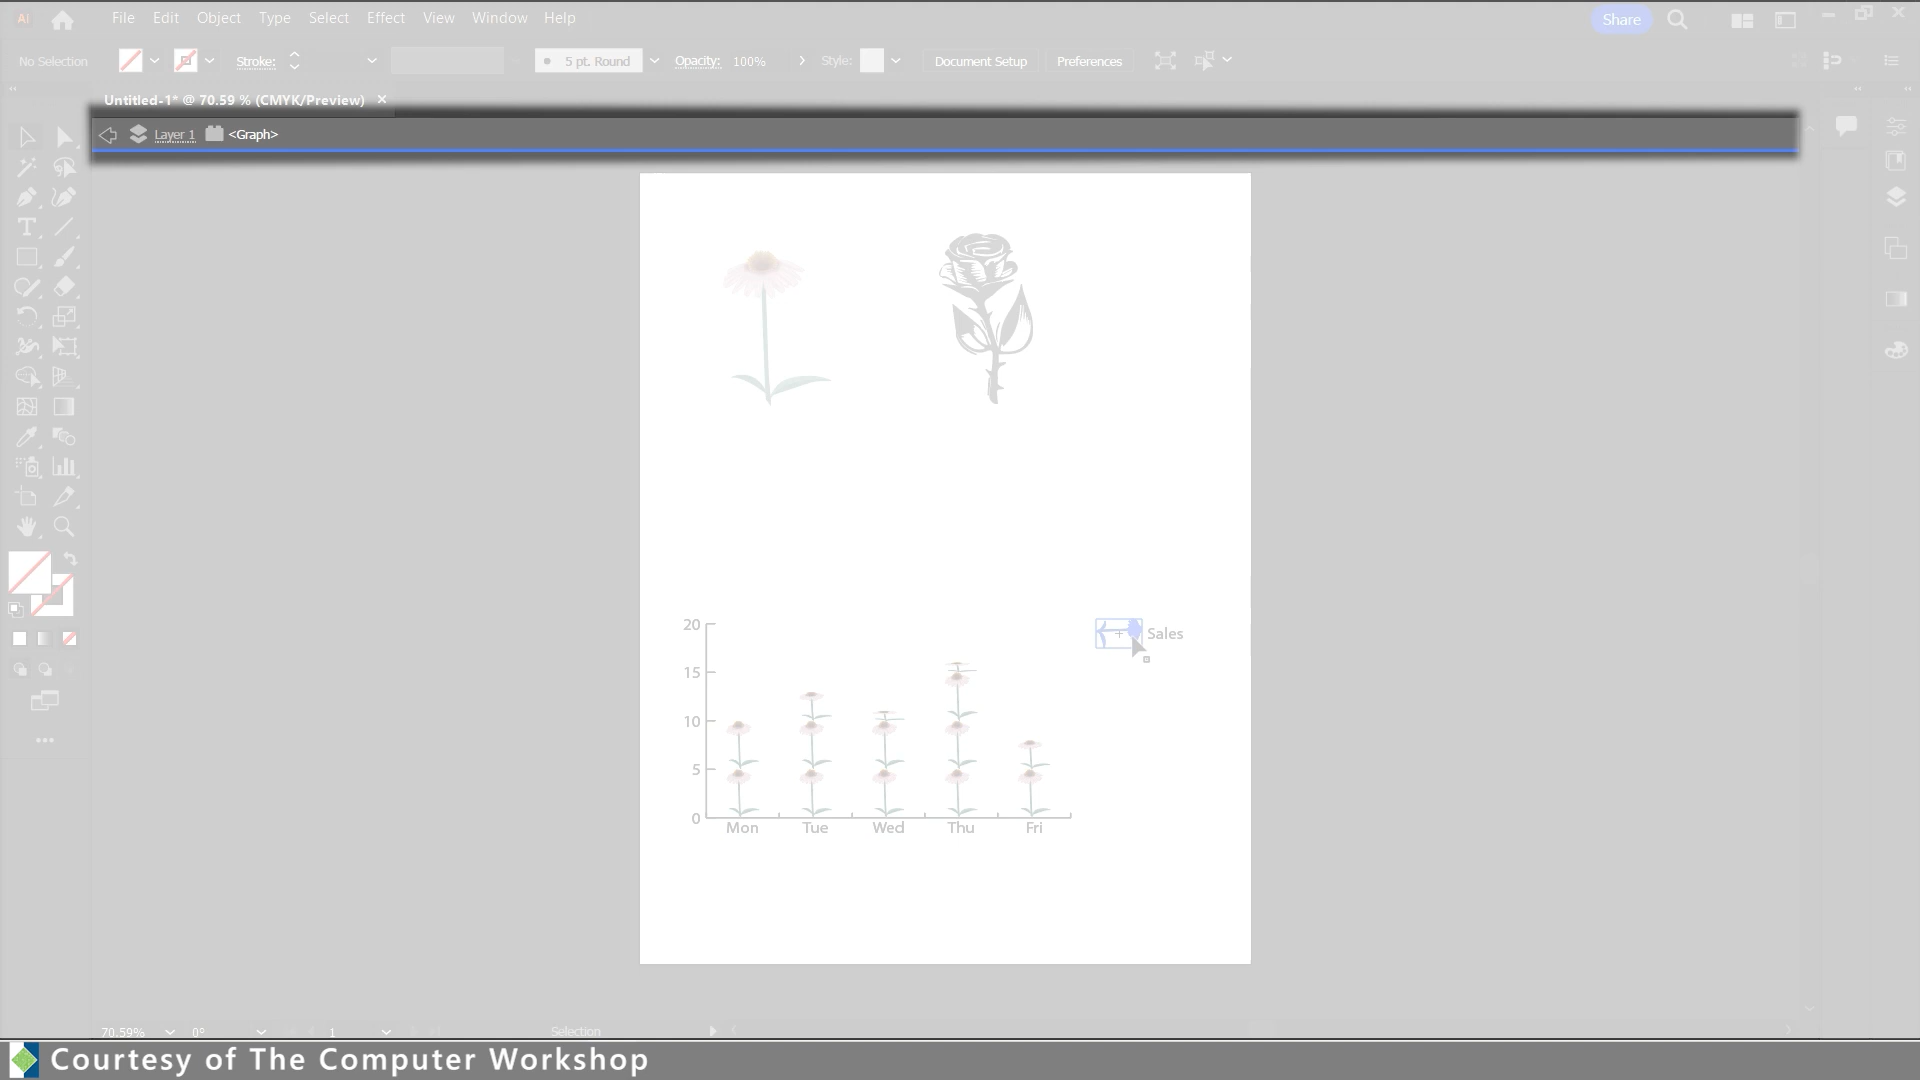 Ai File Edit Object Type Select Effect View Window Help Share
No Selection Stroke: 5 pt. Round Opacity: 100% Style: Document Setup Preferences
Untitled-1* @ 70.59 % (CMYK/Preview) ×
Layer 1 <Graph>
20 Sales
15
10
5
0
Mon Tue Wed Thu Fri
70.59% 0° 1 Selection
Courtesy of The Computer Workshop